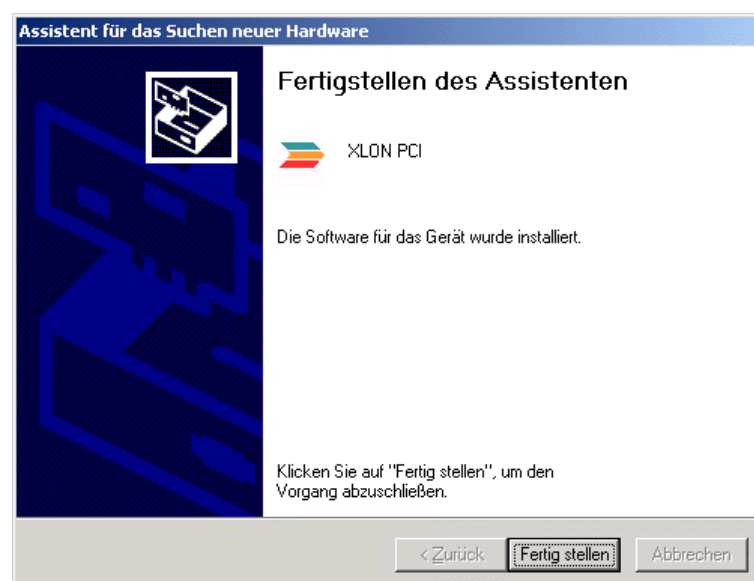 Assistent für das Suchen neuer Hardware
Fertigstellen des Assistenten
XLON PCI
Die Software für das Gerät wurde installiert.
Klicken Sie auf "Fertig stellen", um den
Vorgang abzuschließen.
< Zurück Fertig stellen Abbrechen